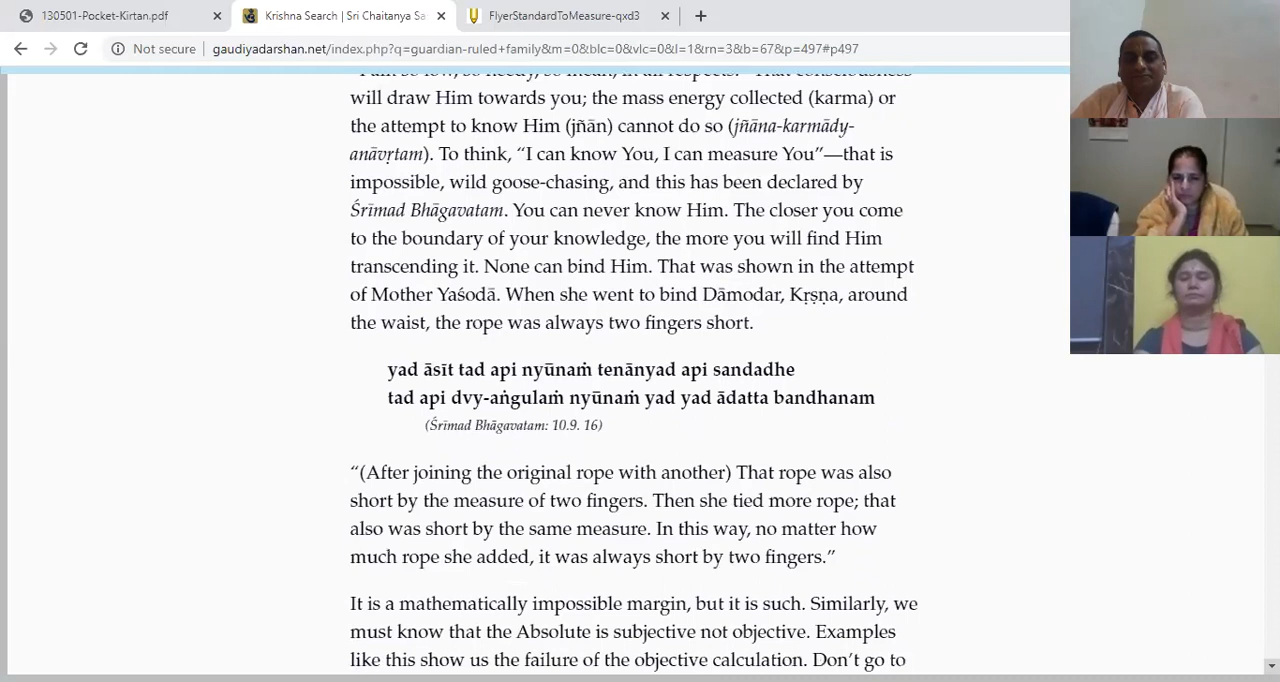 130501-Pocket-Kirtan.pdf
Krishna Search | Sri Chaitanya Sa
FlyerStandardToMeasure-qxd3
Not secure
gaudiyadarshan.net/index.php?q=guardian-ruled+family&m=0&blc=0&vlc=0&l=1&rn=3&b=67&p=497#p497
"I am so low, so needy, so mean, in all respects." That consciousness
will draw Him towards you; the mass energy collected (karma) or
the attempt to know Him (jñān) cannot do so (jñāna-karmādy-
anāvṛtam). To think, “I can know You, I can measure You”—that is
impossible, wild goose-chasing, and this has been declared by
Śrīmad Bhāgavatam. You can never know Him. The closer you come
to the boundary of your knowledge, the more you will find Him
transcending it. None can bind Him. That was shown in the attempt
of Mother Yaśodā. When she went to bind Dāmodar, Kṛṣṇa, around
the waist, the rope was always two fingers short.
yad āsīt tad api nyūnaṁ tenānyad api sandadhe
tad api dvy-aṅgulaṁ nyūnaṁ yad yad ādatta bandhanam
(Śrīmad Bhāgavatam: 10.9. 16)
“(After joining the original rope with another) That rope was also
short by the measure of two fingers. Then she tied more rope; that
also was short by the same measure. In this way, no matter how
much rope she added, it was always short by two fingers.”
It is a mathematically impossible margin, but it is such. Similarly, we
must know that the Absolute is subjective not objective. Examples
like this show us the failure of the objective calculation. Don’t go to